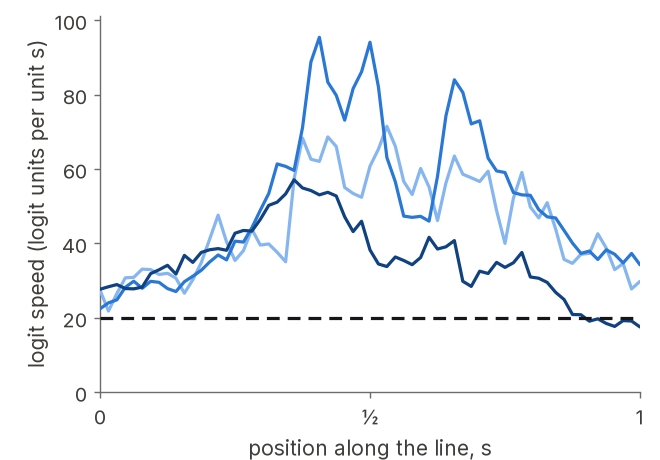 logit speed (logit units per unit s)
100
80
60
40
20
0
0 ½ 1
position along the line, s